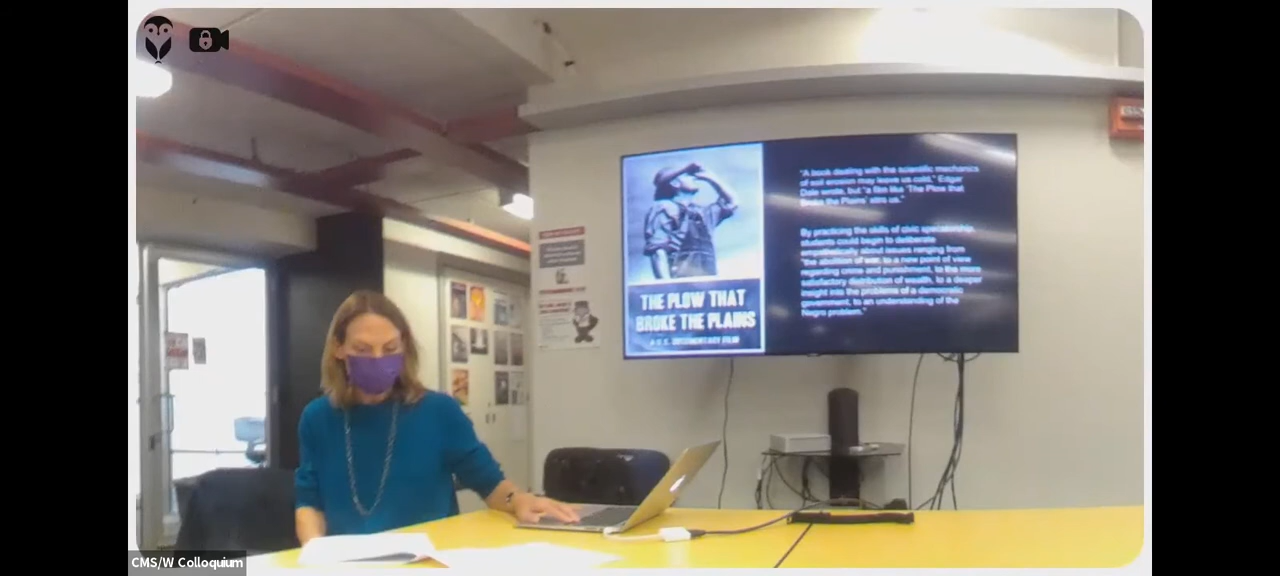 "A book dealing with the scientific mechanics
of soil erosion may leave us cold," Edgar
Dale wrote, but "a film like 'The Plow that
Broke the Plains' stirs us."
By practicing the skills of civic spectatorship,
students could begin to deliberate
empathetically about issues ranging from
"the abolition of war, to a new point of view
regarding crime and punishment, to the more
satisfactory distribution of wealth, to a deeper
insight into the problems of a democratic
government, to an understanding of the
Negro problem."
THE PLOW THAT
BROKE THE PLAINS
A U.S. DOCUMENTARY FILM
CMS/W Colloquium